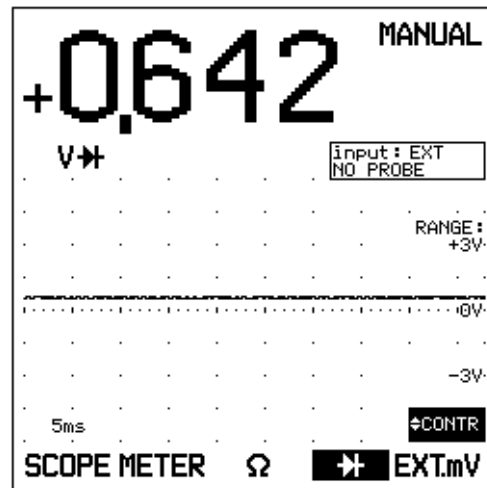 MANUAL
+0.642
V
input: EXT
NO PROBE
RANGE:
+3V
0V
-3V
5ms
CONTR
SCOPE METER Ω EXT.mV